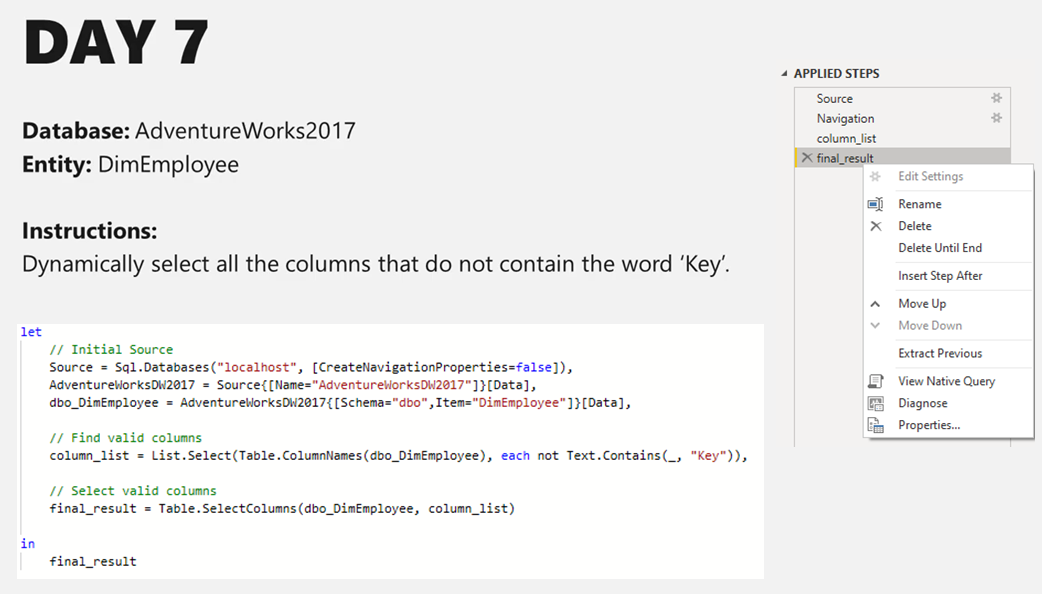 DAY 7
Database: AdventureWorks2017
Entity: DimEmployee
Instructions:
Dynamically select all the columns that do not contain the word ‘Key’.
let
// Initial Source
Source = Sql.Databases("localhost", [CreateNavigationProperties=false]),
AdventureWorksDW2017 = Source{[Name="AdventureWorksDW2017"]}[Data],
dbo_DimEmployee = AdventureWorksDW2017{[Schema="dbo",Item="DimEmployee"]}[Data],
// Find valid columns
column_list = List.Select(Table.ColumnNames(dbo_DimEmployee), each not Text.Contains(_, "Key")),
// Select valid columns
final_result = Table.SelectColumns(dbo_DimEmployee, column_list)
in
final_result
APPLIED STEPS
Source
Navigation
column_list
final_result
Edit Settings
Rename
Delete
Delete Until End
Insert Step After
Move Up
Move Down
Extract Previous
View Native Query
Diagnose
Properties...